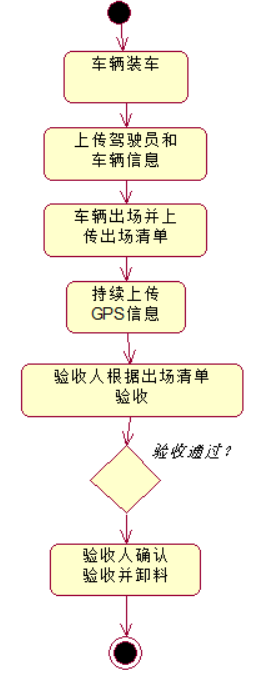 车辆装车
上传驾驶员和
车辆信息
车辆出场并上
传出场清单
持续上传
GPS信息
验收人根据出场清单
验收
验收通过？
验收人确认
验收并卸料